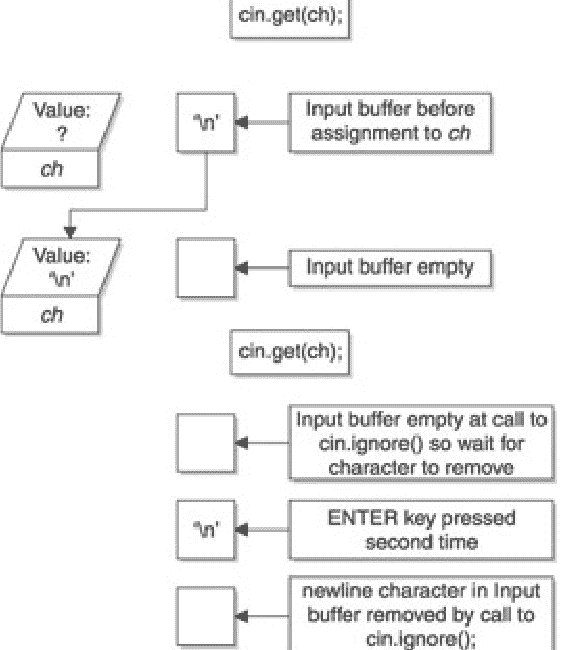 cin.get(ch);
Value:
?
ch
'\n'
Input buffer before
assignment to ch
Value:
'\n'
ch
Input buffer empty
cin.get(ch);
Input buffer empty at call to
cin.ignore() so wait for
character to remove
'\n'
ENTER key pressed
second time
newline character in Input
buffer removed by call to
cin.ignore();